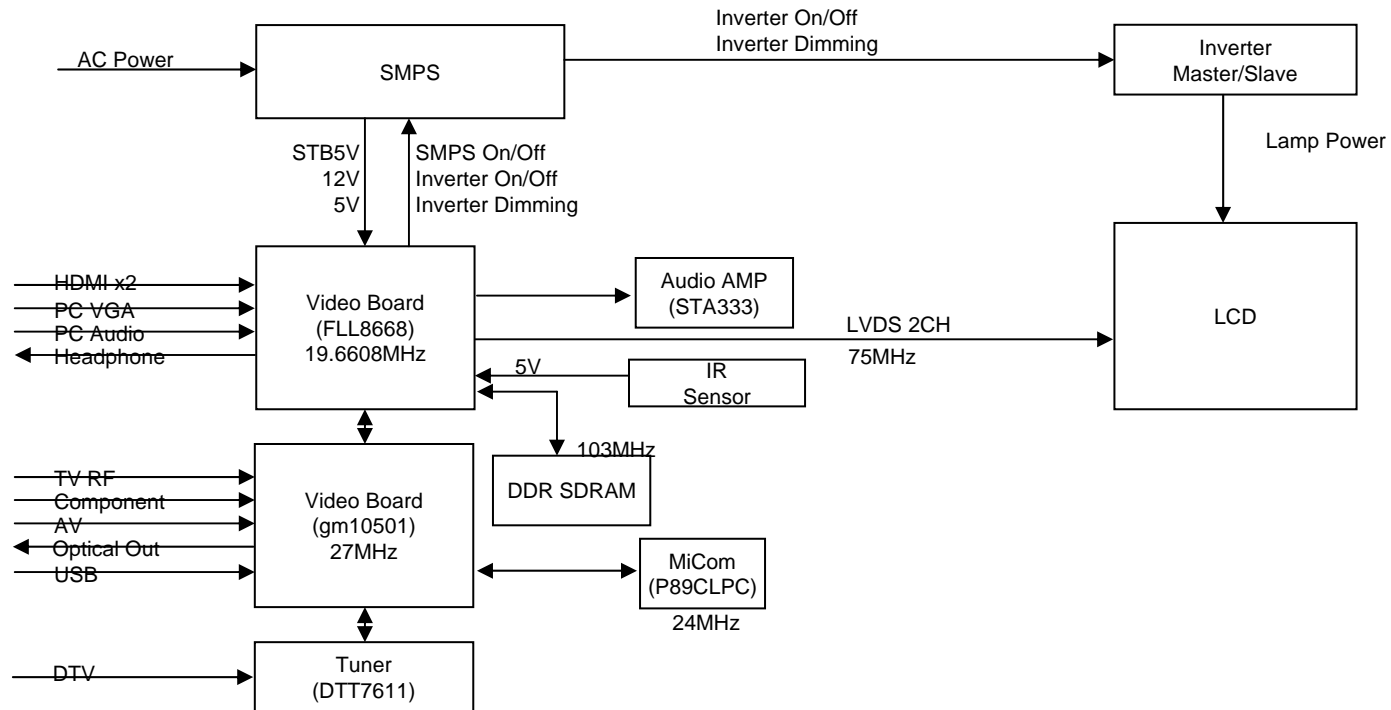 Inverter On/Off
Inverter Dimming
AC Power
SMPS
Inverter
Master/Slave
Lamp Power
STB5V
12V
5V
SMPS On/Off
Inverter On/Off
Inverter Dimming
HDMI x2
PC VGA
PC Audio
Headphone
Video Board
(FLL8668)
19.6608MHz
Audio AMP
(STA333)
LVDS 2CH
75MHz
LCD
5V
IR
Sensor
103MHz
DDR SDRAM
TV RF
Component
AV
Optical Out
USB
Video Board
(gm10501)
27MHz
MiCom
(P89CLPC)
24MHz
DTV
Tuner
(DTT7611)